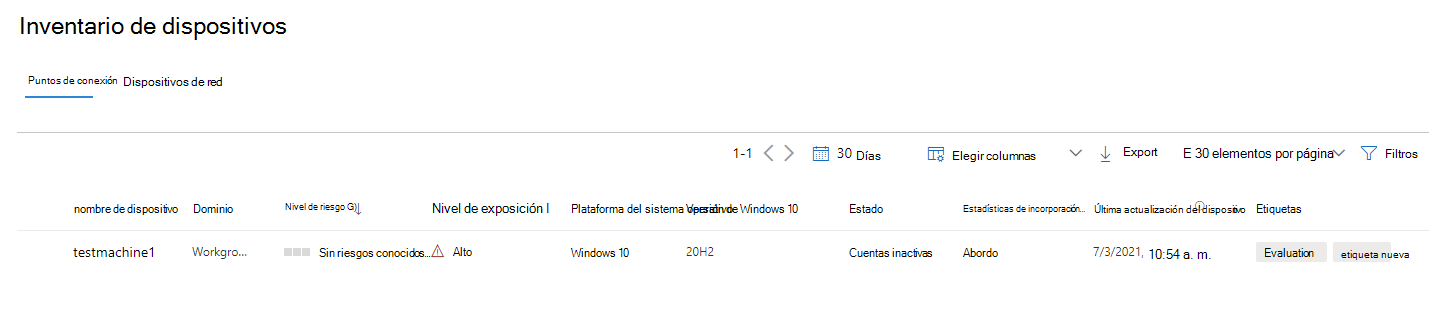 Inventario de dispositivos
Puntos de conexión Dispositivos de red
1-1 30 Días Elegir columnas Export E 30 elementos por página Filtros
nombre de dispositivo Dominio Nivel de riesgo G) Nivel de exposición I Plataforma del sistema operativo Versión de Windows 10 Estado Estadísticas de incorporación... Última actualización del dispositivo Etiquetas
testmachine1 Workgro... Sin riesgos conocidos... Alto Windows 10 20H2 Cuentas inactivas Abordo 7/3/2021, 10:54 a. m. Evaluation etiqueta nueva